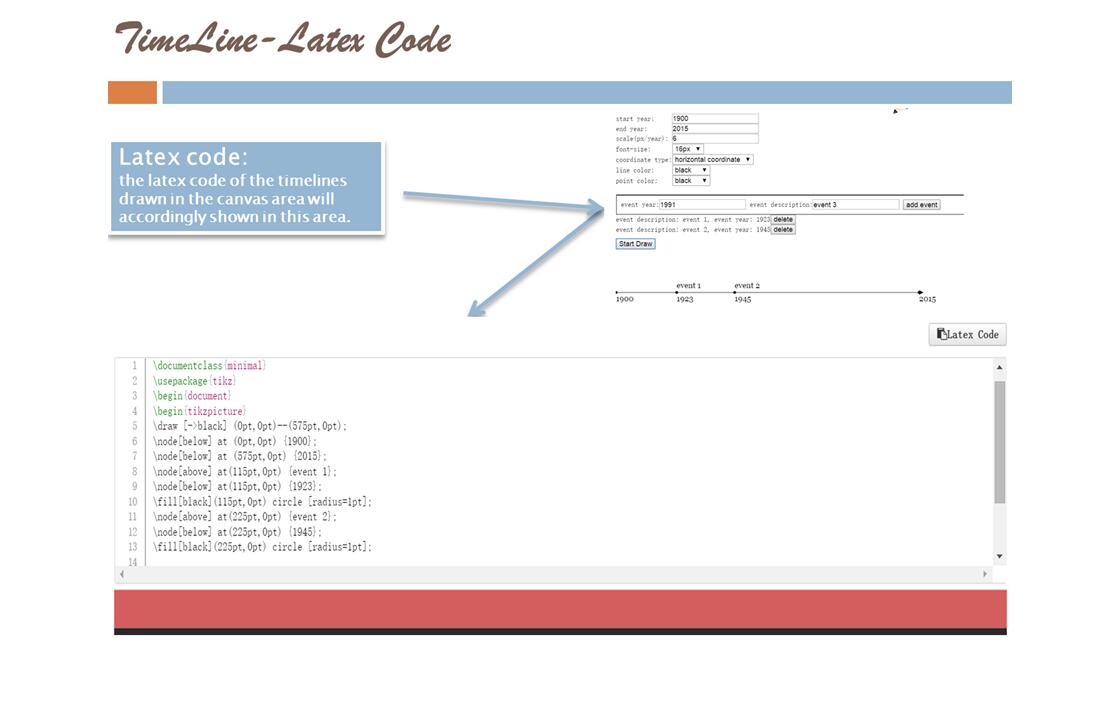 TimeLine-Latex Code
Latex code:
the latex code of the timelines
drawn in the canvas area will
accordingly shown in this area.
start year: 1900
end year: 2015
scale(px/year): 6
font-size: 16px
coordinate type: horizontal coordinate
line color: black
point color: black
event year: 1991 event description: event 3 add event
event description: event 1, event year: 1923 delete
event description: event 2, event year: 1945 delete
Start Draw
event 1 event 2
1900 1923 1945 2015
Latex Code
1 \documentclass{minimal}
2 \usepackage{tikz}
3 \begin{document}
4 \begin{tikzpicture}
5 \draw [->black] (0pt,0pt)--(575pt,0pt);
6 \node[below] at (0pt,0pt) {1900};
7 \node[below] at (575pt,0pt) {2015};
8 \node[above] at(115pt,0pt) {event 1};
9 \node[below] at(115pt,0pt) {1923};
10 \fill[black](115pt,0pt) circle [radius=1pt];
11 \node[above] at(225pt,0pt) {event 2};
12 \node[below] at(225pt,0pt) {1945};
13 \fill[black](225pt,0pt) circle [radius=1pt];
14